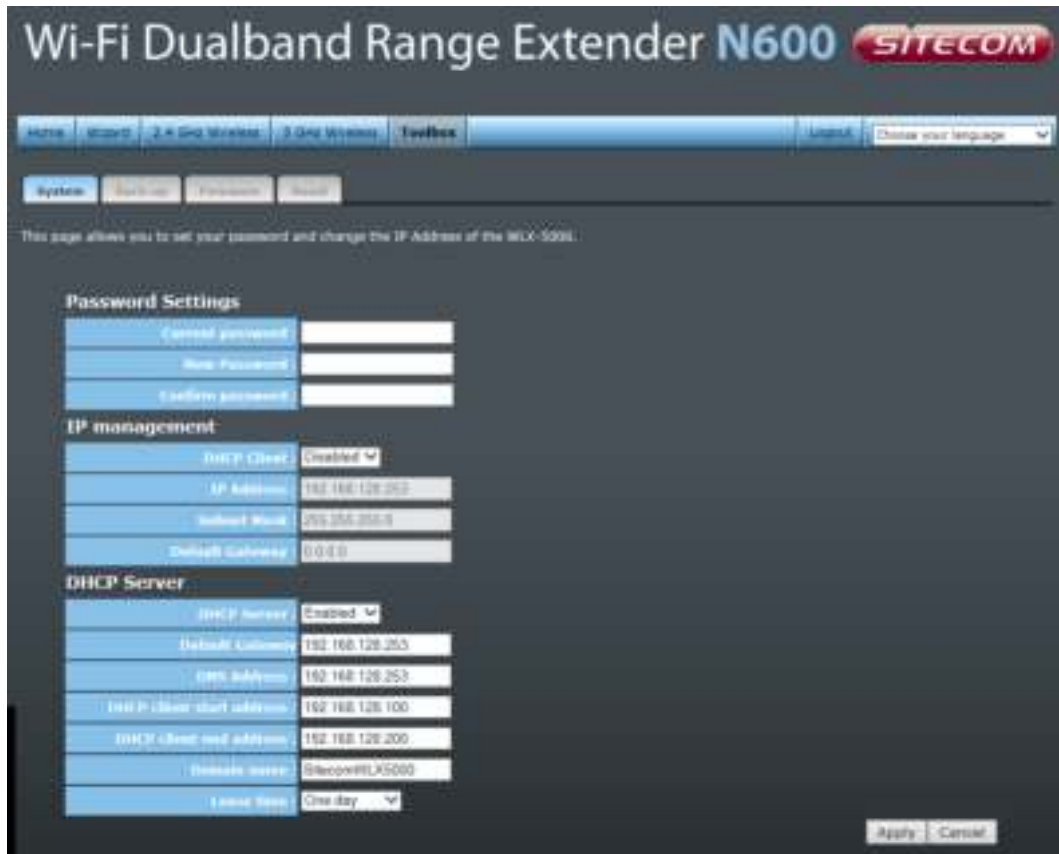 Wi-Fi Dualband Range Extender N600 SITECOM
Home Wizard 2.4 GHz Wireless 5 GHz Wireless Toolbox Logout Choose your language
System Back-up Firmware Reset
This page allows you to set your password and change the IP Address of the WLX-5000.
Password Settings
Current password
New Password
Confirm password
IP management
DHCP Client Disabled
IP Address 192.168.128.253
Subnet Mask 255.255.255.0
Default Gateway 0.0.0.0
DHCP Server
DHCP Server Enabled
Default Gateway 192.168.128.253
DNS Address 192.168.128.253
DHCP client start address 192.168.128.100
DHCP client end address 192.168.128.200
Domain name SitecomWLX5000
Lease time One day
Apply Cancel